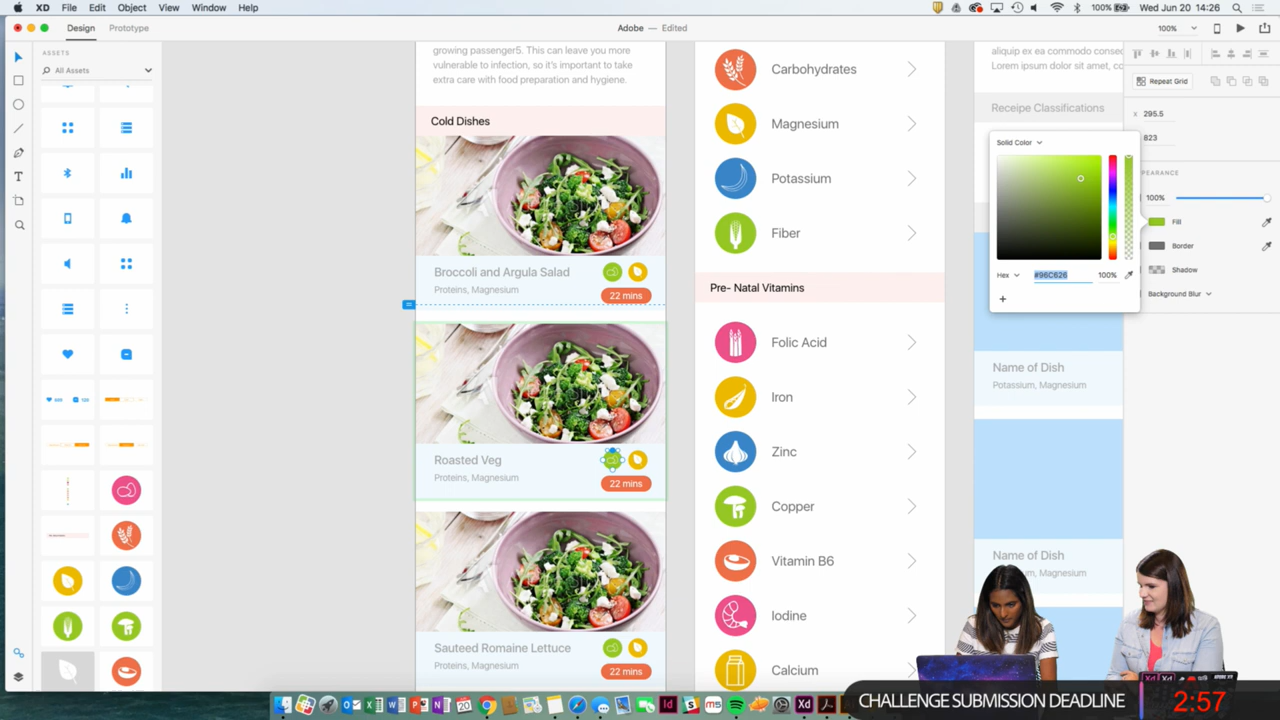 XD File Edit Object View Window Help
100% Wed Jun 20 14:26
Design Prototype
Adobe — Edited
100%
ASSETS
All Assets
growing passenger5. This can leave you more
vulnerable to infection, so it's important to
take extra care with food preparation and hygiene.
Cold Dishes
Broccoli and Argula Salad
Proteins, Magnesium
22 mins
Roasted Veg
Proteins, Magnesium
22 mins
Sauteed Romaine Lettuce
Proteins, Magnesium
22 mins
Carbohydrates
Magnesium
Potassium
Fiber
Pre- Natal Vitamins
Folic Acid
Iron
Zinc
Copper
Vitamin B6
Iodine
Calcium
aliquip ex ea commodo
Lorem ipsum dolor sit amet,
Receipe Classifications
Name of Dish
Potassium, Magnesium
Name of Dish
Magnesium
Solid Color
Hex #96C626 100%
+
Repeat Grid
X 295.5
823
100%
Fill
Border
Shadow
Background Blur
CHALLENGE SUBMISSION DEADLINE 2:57